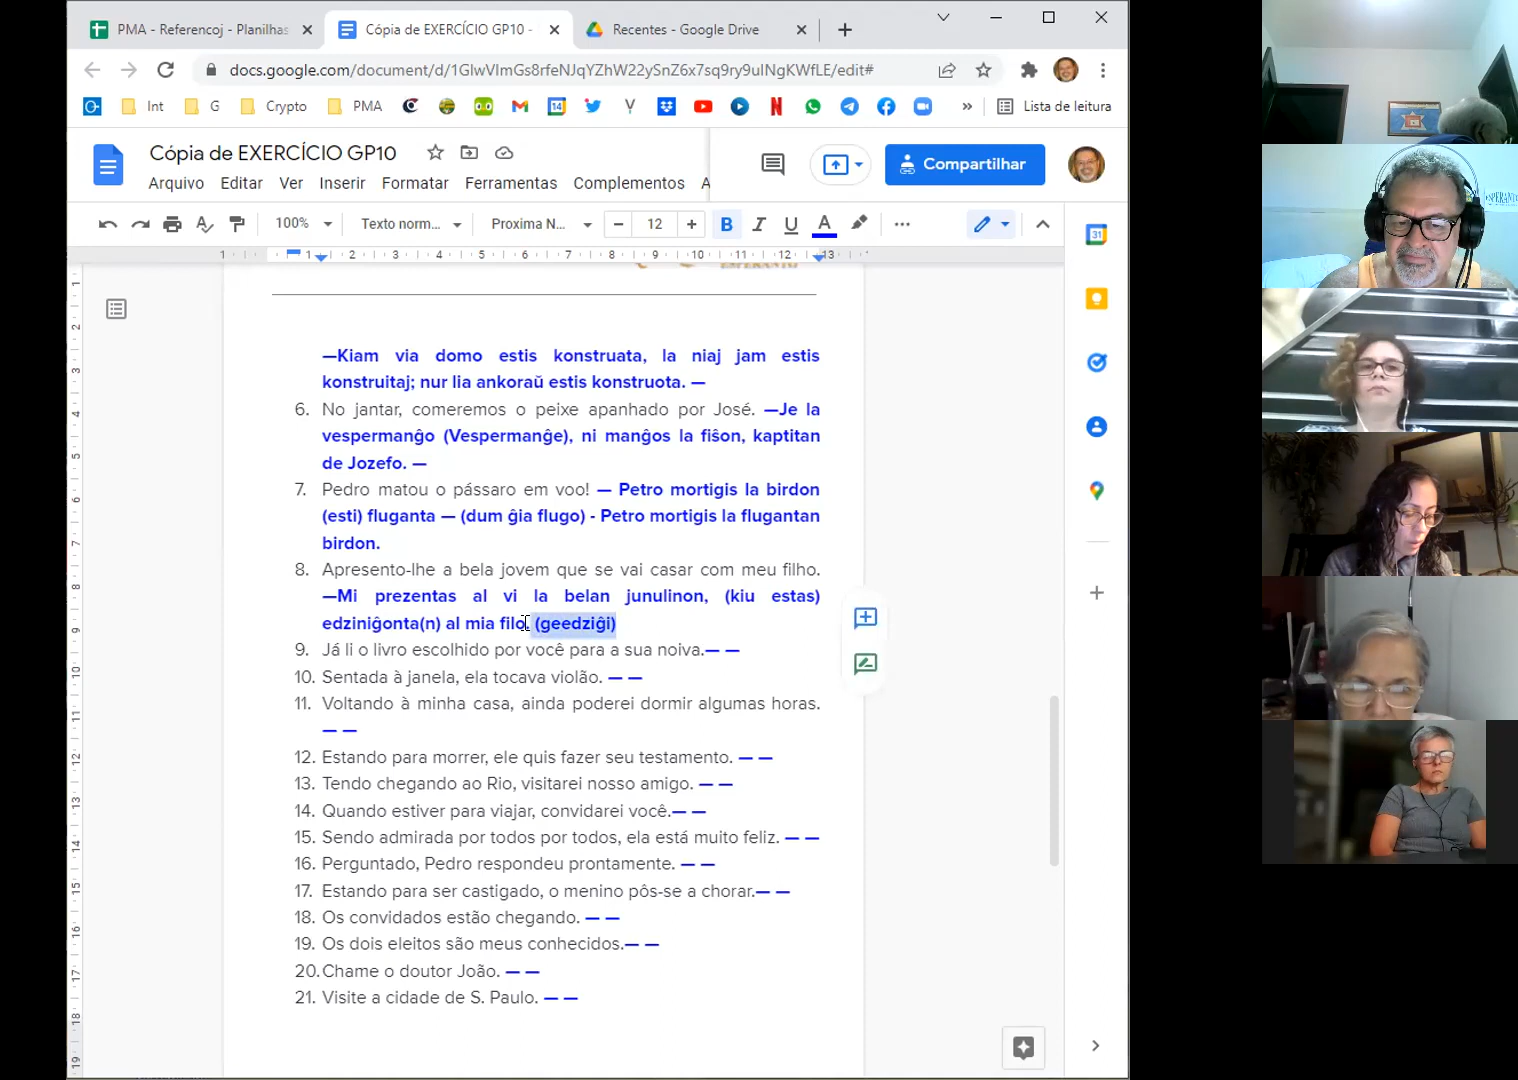 PMA - Referencoj - Planilhas
Cópia de EXERCÍCIO GP10 -
Recentes - Google Drive
docs.google.com/document/d/1GIwVImGs8rfeNJqYZhW22ySnZ6x7sq9ry9uINgKWfLE/edit#
Int
G
Crypto
PMA
Lista de leitura
Cópia de EXERCÍCIO GP10
Arquivo Editar Ver Inserir Formatar Ferramentas Complementos A
Compartilhar
100% Texto norm... Proxima N... 12 B I U A
ESPERANTO
—Kiam via domo estis konstruata, la niaj jam estis
konstruitaj; nur lia ankoraŭ estis konstruota. —
6. No jantar, comeremos o peixe apanhado por José. —Je la
vespermanĝo (Vespermanĝe), ni manĝos la fiŝon, kaptitan
de Jozefo. —
7. Pedro matou o pássaro em voo! — Petro mortigis la birdon
(esti) fluganta — (dum ĝia flugo) - Petro mortigis la flugantan
birdon.
8. Apresento-lhe a bela jovem que se vai casar com meu filho.
—Mi prezentas al vi la belan junulinon, (kiu estas)
edziniĝonta(n) al mia filo. (geedziĝi)
9. Já li o livro escolhido por você para a sua noiva.— —
10. Sentada à janela, ela tocava violão. — —
11. Voltando à minha casa, ainda poderei dormir algumas horas.
— —
12. Estando para morrer, ele quis fazer seu testamento. — —
13. Tendo chegando ao Rio, visitarei nosso amigo. — —
14. Quando estiver para viajar, convidarei você.— —
15. Sendo admirada por todos por todos, ela está muito feliz. — —
16. Perguntado, Pedro respondeu prontamente. — —
17. Estando para ser castigado, o menino pôs-se a chorar.— —
18. Os convidados estão chegando. — —
19. Os dois eleitos são meus conhecidos.— —
20. Chame o doutor João. — —
21. Visite a cidade de S. Paulo. — —